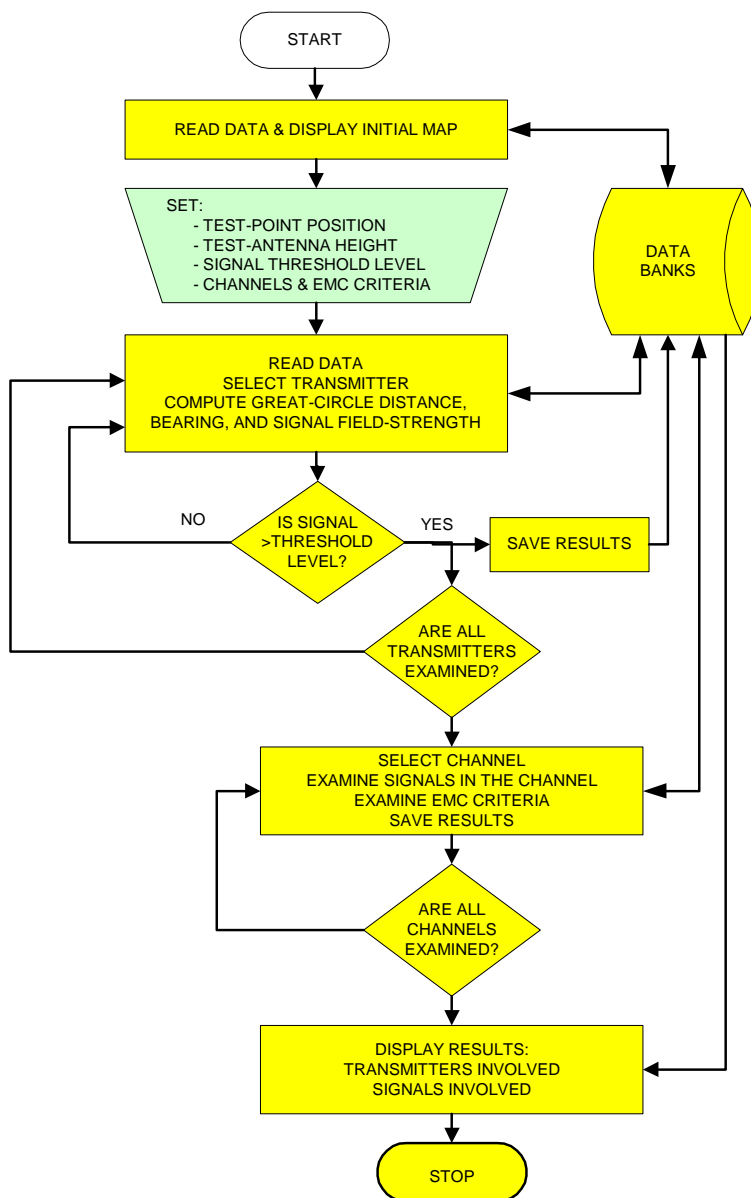 START
READ DATA & DISPLAY INITIAL MAP
SET:
- TEST-POINT POSITION
- TEST-ANTENNA HEIGHT
- SIGNAL THRESHOLD LEVEL
- CHANNELS & EMC CRITERIA
DATA
BANKS
READ DATA
SELECT TRANSMITTER
COMPUTE GREAT-CIRCLE DISTANCE,
BEARING, AND SIGNAL FIELD-STRENGTH
NO
IS SIGNAL
>THRESHOLD
LEVEL?
YES
SAVE RESULTS
ARE ALL
TRANSMITTERS
EXAMINED?
SELECT CHANNEL
EXAMINE SIGNALS IN THE CHANNEL
EXAMINE EMC CRITERIA
SAVE RESULTS
ARE ALL
CHANNELS
EXAMINED?
DISPLAY RESULTS:
TRANSMITTERS INVOLVED
SIGNALS INVOLVED
STOP